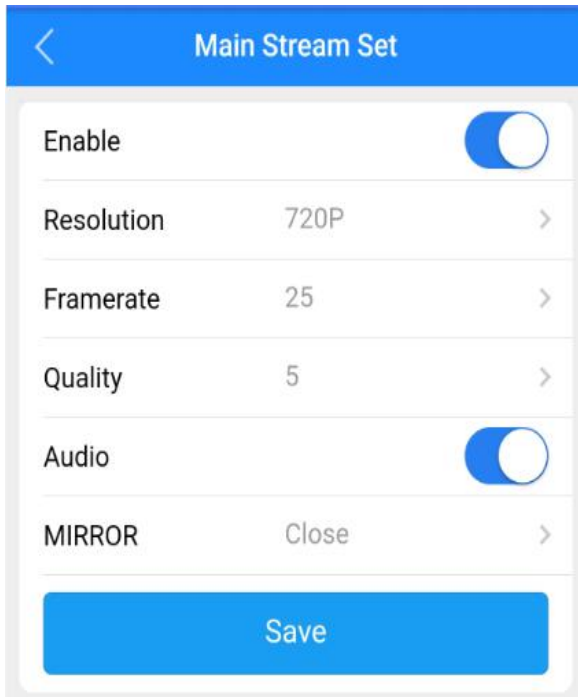 Main Stream Set
Enable
Resolution 720P
Framerate 25
Quality 5
Audio
MIRROR Close
Save